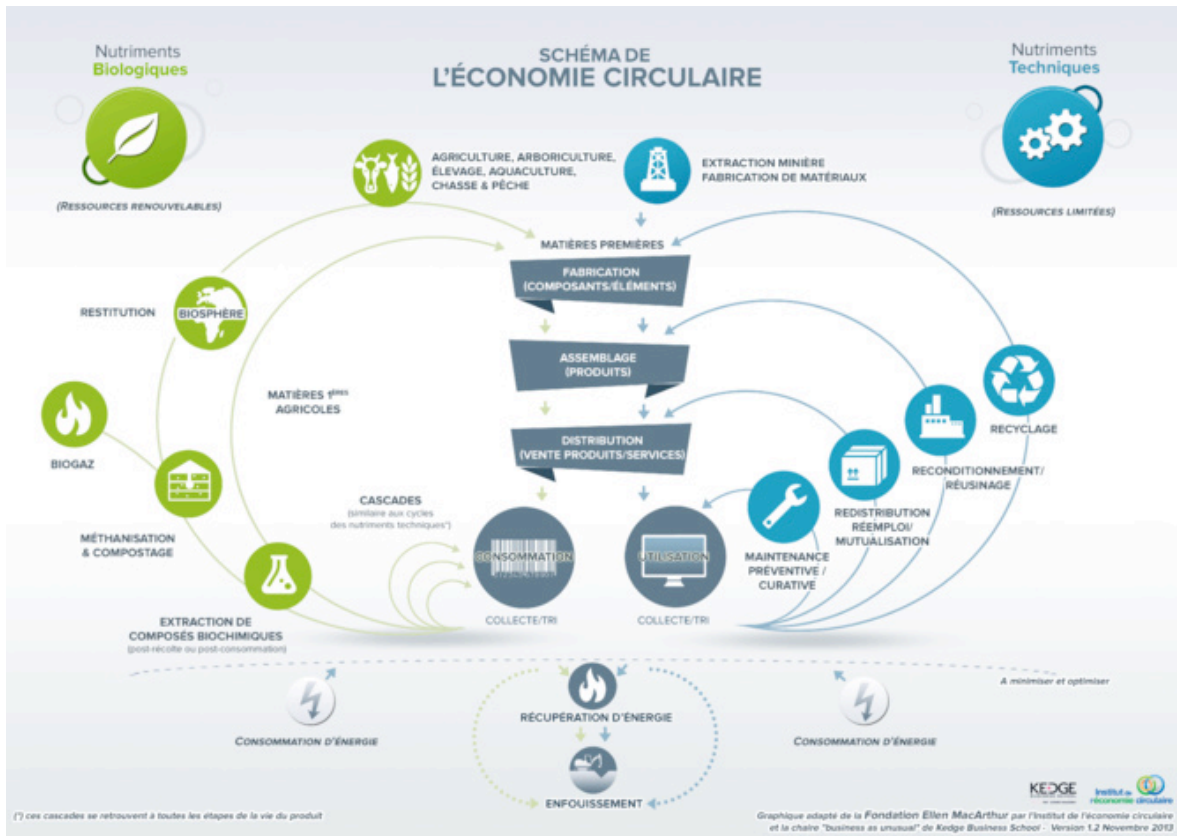 SCHÉMA DE
L'ÉCONOMIE CIRCULAIRE
Nutriments
Biologiques
(RESSOURCES RENOUVELABLES)
Nutriments
Techniques
(RESSOURCES LIMITÉES)
AGRICULTURE, ARBORICULTURE,
ÉLEVAGE, AQUACULTURE,
CHASSE & PÊCHE
EXTRACTION MINIÈRE
FABRICATION DE MATÉRIAUX
MATIÈRES PREMIÈRES
FABRICATION
(COMPOSANTS/ÉLÉMENTS)
RESTITUTION
BIOSPHÈRE
ASSEMBLAGE
(PRODUITS)
MATIÈRES 1ÈRES
AGRICOLES
RECYCLAGE
BIOGAZ
DISTRIBUTION
(VENTE PRODUITS/SERVICES)
RECONDITIONNEMENT/
RÉUSINAGE
CASCADES
(similaire aux cycles
des nutriments techniques*)
REDISTRIBUTION
RÉEMPLOI/
MUTUALISATION
MÉTHANISATION
& COMPOSTAGE
CONSOMMATION
UTILISATION
MAINTENANCE
PRÉVENTIVE /
CURATIVE
EXTRACTION DE
COMPOSÉS BIOCHIMIQUES
(post-récolte ou post-consommation)
COLLECTE/TRI
COLLECTE/TRI
A minimiser et optimiser
RÉCUPÉRATION D'ÉNERGIE
CONSOMMATION D'ÉNERGIE
CONSOMMATION D'ÉNERGIE
ENFOUISSEMENT
KEDGE
Institut de
l'économie circulaire
(*) ces cascades se retrouvent à toutes les étapes de la vie du produit
Graphique adapté de la Fondation Ellen MacArthur par l'Institut de l'économie circulaire
et la chaire "business as unusual" de Kedge Business School - Version 1.2 Novembre 2013